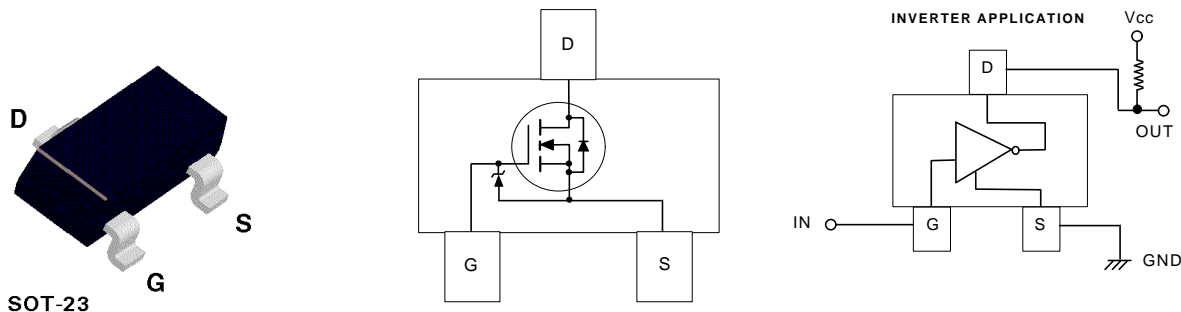 D
S
G
SOT-23
D
G
S
INVERTER APPLICATION
Vcc
D
OUT
IN
G
S
GND